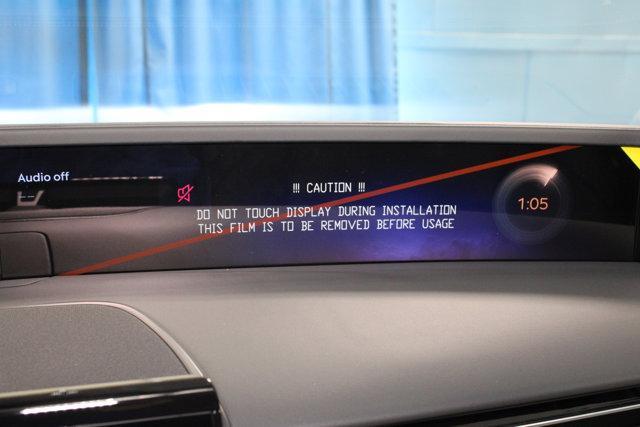 Audio off
!!! CAUTION !!!
DO NOT TOUCH DISPLAY DURING INSTALLATION
THIS FILM IS TO BE REMOVED BEFORE USAGE
1:05